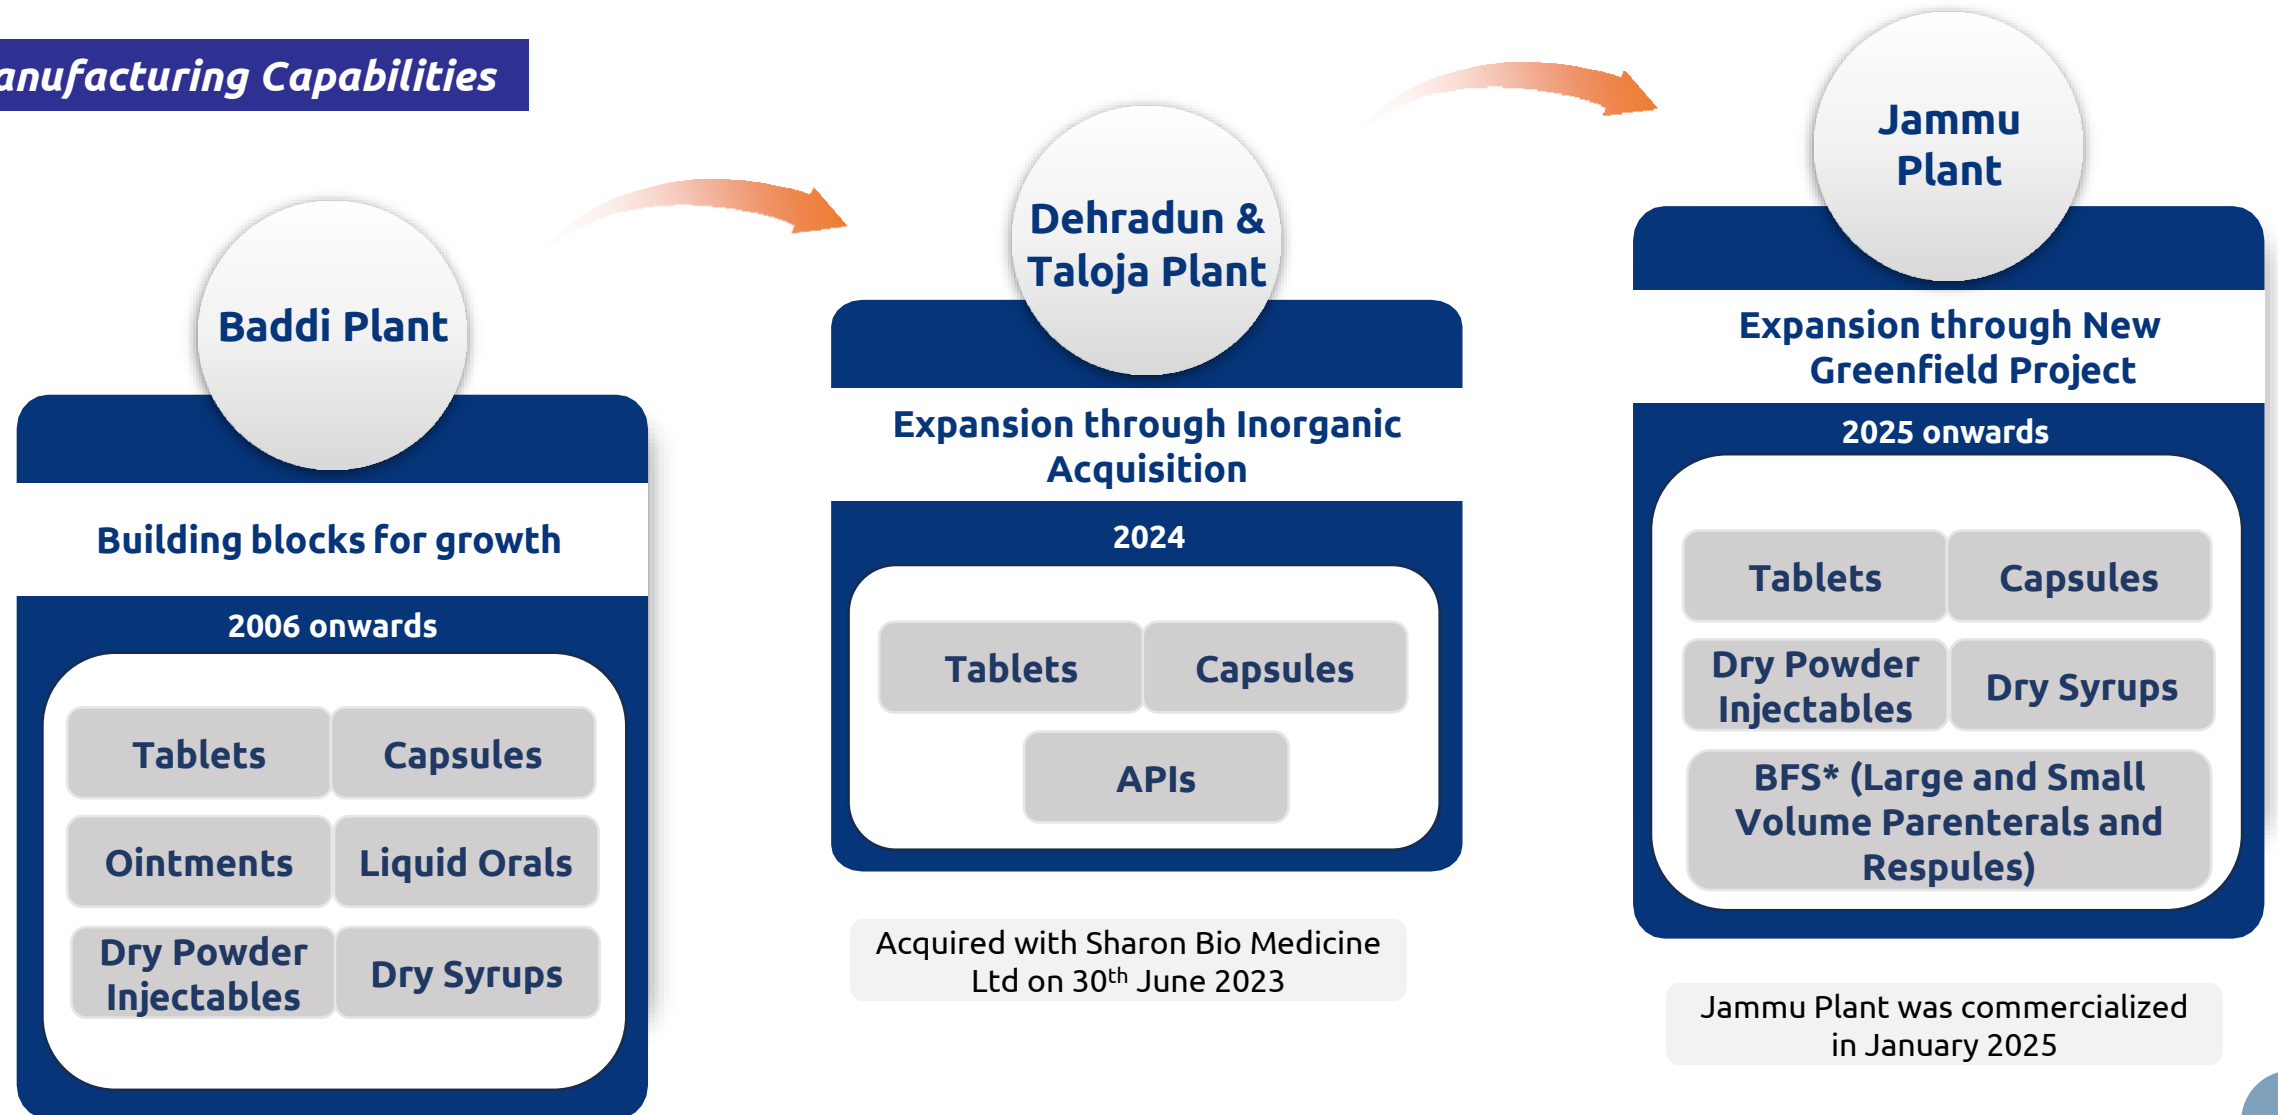 anufacturing Capabilities
Baddi Plant
Building blocks for growth
2006 onwards
Tablets
Capsules
Ointments
Liquid Orals
Dry Powder
Injectables
Dry Syrups
Dehradun &
Taloja Plant
Expansion through Inorganic
Acquisition
2024
Tablets
Capsules
APIs
Acquired with Sharon Bio Medicine
Ltd on 30th June 2023
Jammu
Plant
Expansion through New
Greenfield Project
2025 onwards
Tablets
Capsules
Dry Powder
Injectables
Dry Syrups
BFS* (Large and Small
Volume Parenterals and
Respules)
Jammu Plant was commercialized
in January 2025